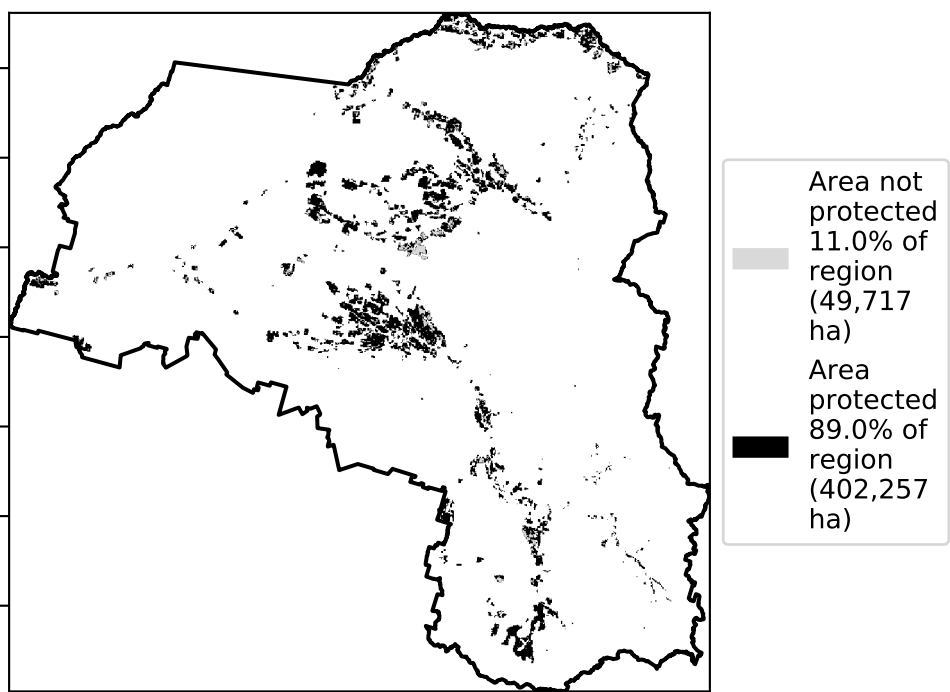 Area not
protected
11.0% of
region
(49,717
ha)
Area
protected
89.0% of
region
(402,257
ha)